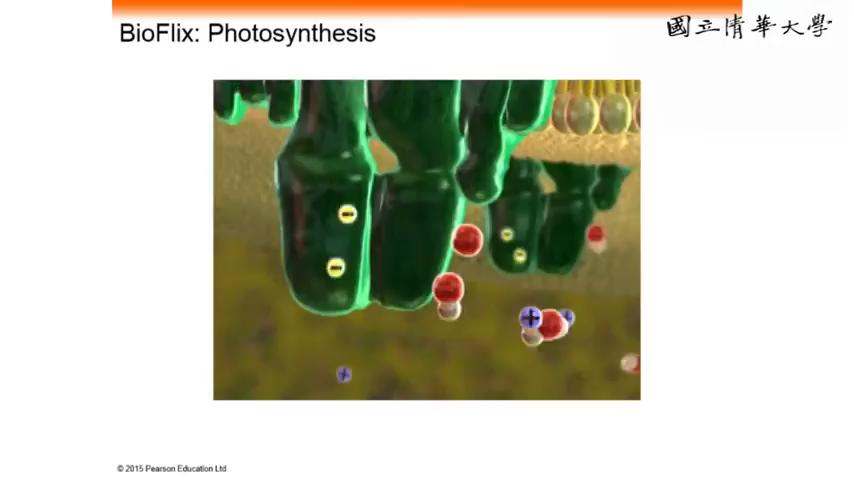 BioFlix: Photosynthesis
國立清華大學
© 2015 Pearson Education Ltd